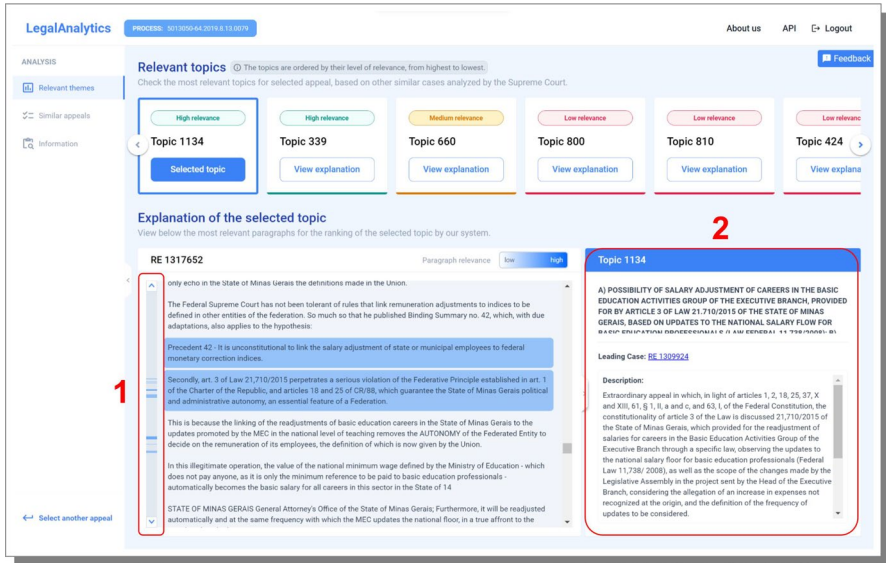 LegalAnalytics
PROCESS: 5013050-64.2019.8.13.0079
About us
API
Logout
Feedback
ANALYSIS
Relevant themes
Similar appeals
Information
Select another appeal
Relevant topics
The topics are ordered by their level of relevance, from highest to lowest.
Check the most relevant topics for selected appeal, based on other similar cases analyzed by the Supreme Court.
High relevance
Topic 1134
Selected topic
High relevance
Topic 339
View explanation
Medium relevance
Topic 660
View explanation
Low relevance
Topic 800
View explanation
Low relevance
Topic 810
View explanation
Low relevanc
Topic 424
View explana
Explanation of the selected topic
View below the most relevant paragraphs for the ranking of the selected topic by our system.
RE 1317652
Paragraph relevance
low
high
1
only echo in the State of Minas Gerais the definitions made in the Union.
The Federal Supreme Court has not been tolerant of rules that link remuneration adjustments to indices to be
defined in other entities of the federation. So much so that he published Binding Summary no. 42, which, with due
adaptations, also applies to the hypothesis:
Precedent 42 - It is unconstitutional to link the salary adjustment of state or municipal employees to federal
monetary correction indices.
Secondly, art. 3 of Law 21,710/2015 perpetrates a serious violation of the Federative Principle established in art. 1
of the Charter of the Republic, and articles 18 and 25 of CR/88, which guarantee the State of Minas Gerais political
and administrative autonomy, an essential feature of a Federation.
This is because the linking of the readjustments of basic education careers in the State of Minas Gerais to the
updates promoted by the MEC in the national level of teaching removes the AUTONOMY of the Federated Entity to
decide on the remuneration of its employees, the definition of which is now given by the Union.
In this illegitimate operation, the value of the national minimum wage defined by the Ministry of Education - which
does not pay anyone, as it is only the minimum reference to be paid to basic education professionals -
automatically becomes the basic salary for all careers in this sector in the State of 14
STATE OF MINAS GERAIS General Attorney's Office of the State of Minas Gerais; Furthermore, it will be readjusted
automatically and at the same frequency with which the MEC updates the national floor, in a true affront to the
2
Topic 1134
A) POSSIBILITY OF SALARY ADJUSTMENT OF CAREERS IN THE BASIC
EDUCATION ACTIVITIES GROUP OF THE EXECUTIVE BRANCH, PROVIDED
FOR BY ARTICLE 3 OF LAW 21.710/2015 OF THE STATE OF MINAS
GERAIS, BASED ON UPDATES TO THE NATIONAL SALARY FLOW FOR
BASIC EDUCATION PROFESSIONALS (LAW FEDERAL 11.738/2008); B)
Leading Case: RE 1309924
Description:
Extraordinary appeal in which, in light of articles 1, 2, 18, 25, 37, X
and XIII, 61, § 1, II, a and c, and 63, I, of the Federal Constitution, the
constitutionality of article 3 of the Law is discussed 21,710/2015 of
the State of Minas Gerais, which provided for the readjustment of
salaries for careers in the Basic Education Activities Group of the
Executive Branch through a specific law, observing the updates to
the national salary floor for basic education professionals (Federal
Law 11,738/ 2008), as well as the scope of the changes made by the
Legislative Assembly in the project sent by the Head of the Executive
Branch, considering the allegation of an increase in expenses not
recognized at the origin, and the definition of the frequency of
updates to be considered.